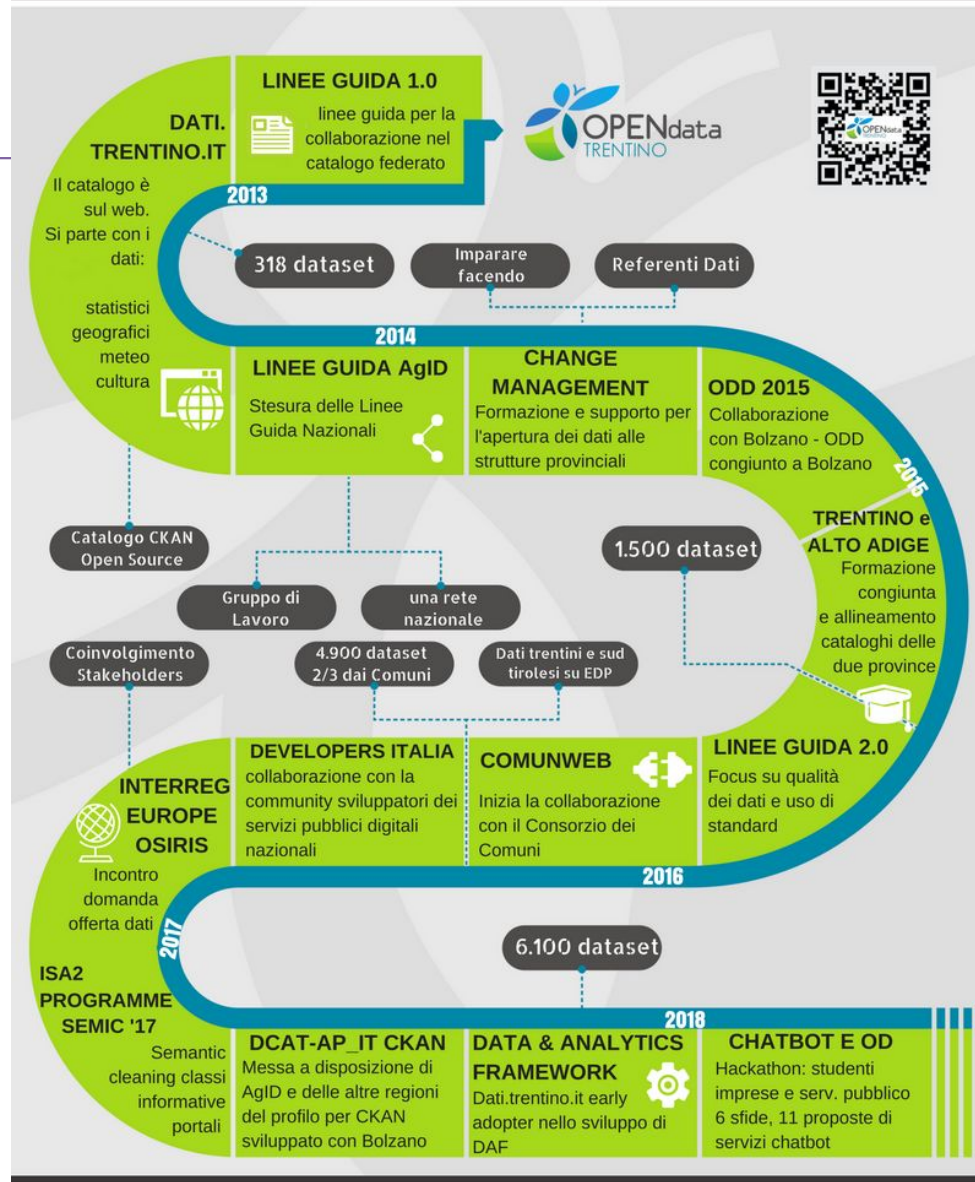 LINEE GUIDA 1.0
linee guida per la
collaborazione nel
catalogo federato
OPENdata
TRENTINO
OPENdata
TRENTINO
DATI.
TRENTINO.IT
Il catalogo è
sul web.
Si parte con i
dati:
statistici
geografici
meteo
cultura
2013
318 dataset
Imparare
facendo
Referenti Dati
2014
LINEE GUIDA AgID
Stesura delle Linee
Guida Nazionali
CHANGE
MANAGEMENT
Formazione e supporto per
l'apertura dei dati alle
strutture provinciali
ODD 2015
Collaborazione
con Bolzano - ODD
congiunto a Bolzano
2015
Catalogo CKAN
Open Source
Gruppo di
Lavoro
una rete
nazionale
1.500 dataset
TRENTINO e
ALTO ADIGE
Formazione
congiunta
e allineamento
cataloghi delle
due province
Coinvolgimento
Stakeholders
4.900 dataset
2/3 dai Comuni
Dati trentini e sud
tirolesi su EDP
LINEE GUIDA 2.0
Focus su qualità
dei dati e uso di
standard
COMUNWEB
Inizia la collaborazione
con il Consorzio dei
Comuni
DEVELOPERS ITALIA
collaborazione con la
community sviluppatori dei
servizi pubblici digitali
nazionali
2016
INTERREG
EUROPE
OSIRIS
Incontro
domanda
offerta dati
2017
ISA2
PROGRAMME
SEMIC '17
Semantic
cleaning classi
informative
portali
6.100 dataset
2018
DCAT-AP_IT CKAN
Messa a disposizione di
AgID e delle altre regioni
del profilo per CKAN
sviluppato con Bolzano
DATA & ANALYTICS
FRAMEWORK
Dati.trentino.it early
adopter nello sviluppo di
DAF
CHATBOT E OD
Hackathon: studenti
imprese e serv. pubblico
6 sfide, 11 proposte di
servizi chatbot